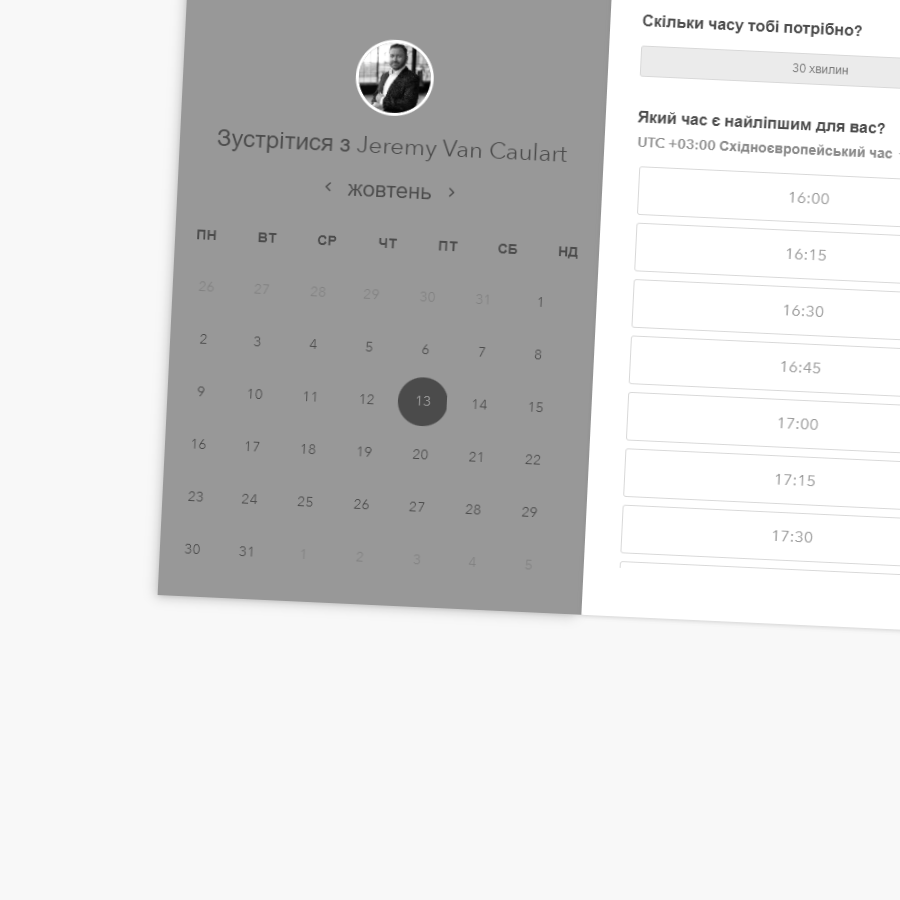 Зустрітися з Jeremy Van Caulart
‹ жовтень ›
ПН ВТ СР ЧТ ПТ СБ НД
26 27 28 29 30 31 1
2 3 4 5 6 7 8
9 10 11 12 13 14 15
16 17 18 19 20 21 22
23 24 25 26 27 28 29
30 31 1 2 3 4 5
Скільки часу тобі потрібно?
30 хвилин
Який час є найліпшим для вас?
UTC +03:00 Східноєвропейський час
16:00
16:15
16:30
16:45
17:00
17:15
17:30